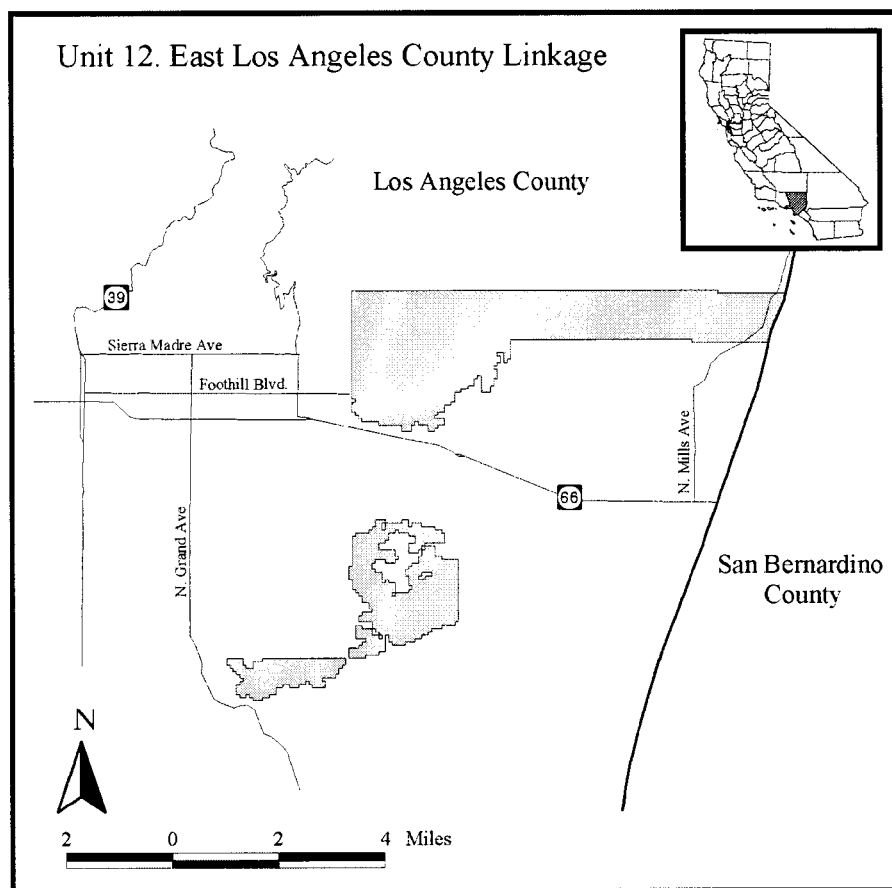 Unit 12. East Los Angeles County Linkage
Los Angeles County
39
Sierra Madre Ave
Foothill Blvd.
N. Mills Ave
66
N. Grand Ave
San Bernardino
County
N
2 0 2 4 Miles